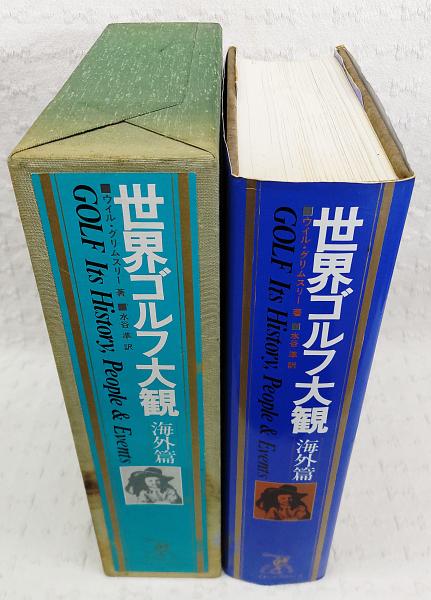 世界ゴルフ大観 海外篇
■ウイル・グリムスリー 著 ■水谷 準 訳
GOLF Its History, People & Events
世界ゴルフ大観 海外篇
■ウイル・グリムスリー 著 ■水谷 準 訳
GOLF Its History, People & Events